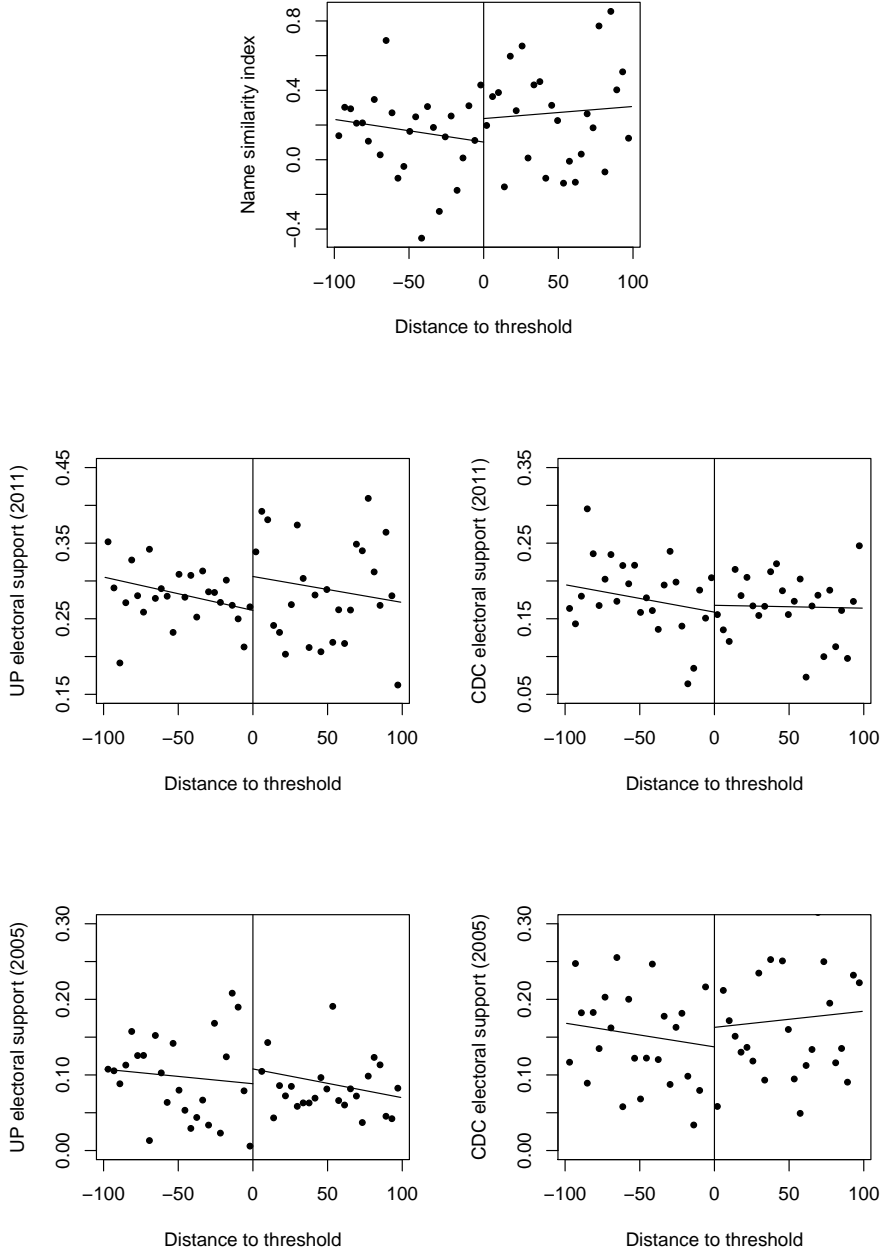 Name similarity index
0.8
0.4
0.0
−0.4
−100 −50 0 50 100
Distance to threshold
UP electoral support (2011)
0.45
0.35
0.25
0.15
−100 −50 0 50 100
Distance to threshold
CDC electoral support (2011)
0.35
0.25
0.15
0.05
−100 −50 0 50 100
Distance to threshold
UP electoral support (2005)
0.30
0.20
0.10
0.00
−100 −50 0 50 100
Distance to threshold
CDC electoral support (2005)
0.30
0.20
0.10
0.00
−100 −50 0 50 100
Distance to threshold